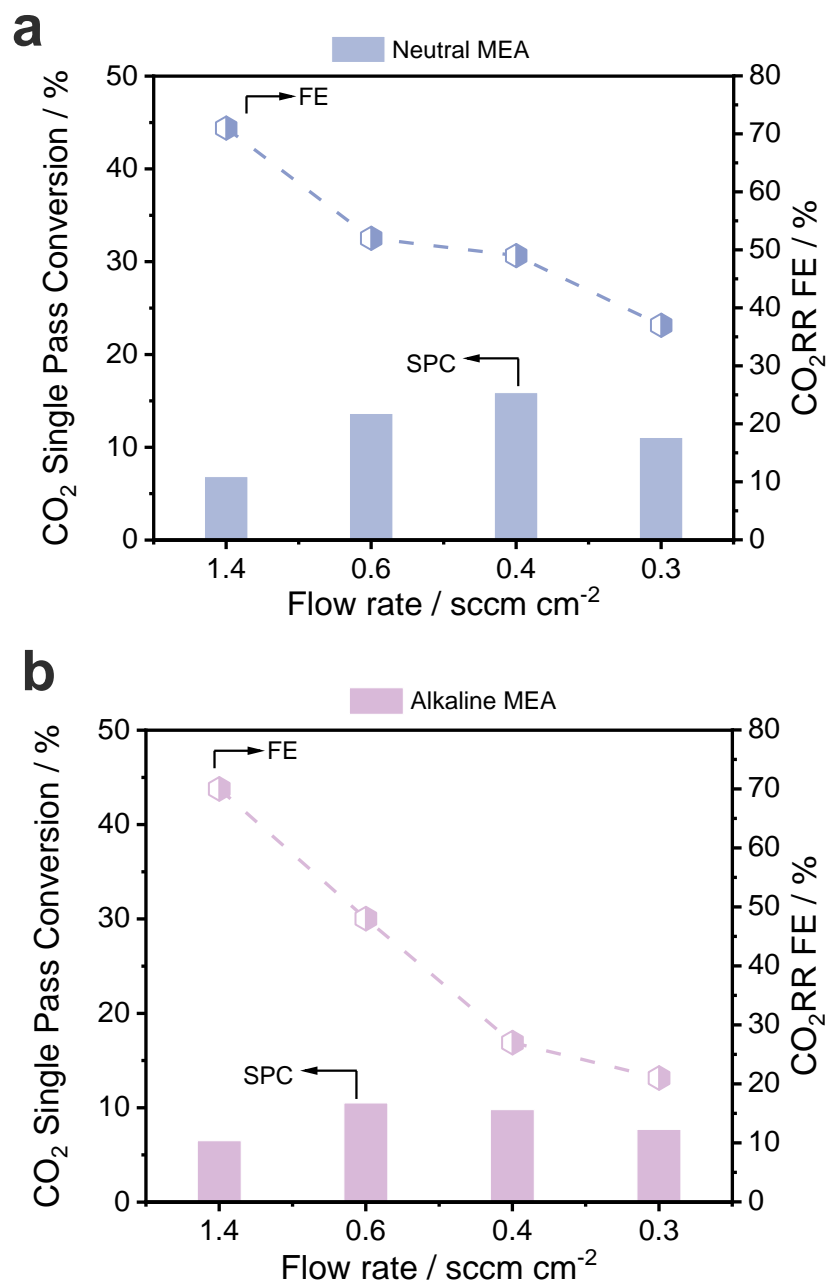 a
Neutral MEA
CO₂ Single Pass Conversion / %
50
40
30
20
10
0
FE
SPC
80
70
60
50
40
30
20
10
0
CO₂RR FE / %
1.4 0.6 0.4 0.3
Flow rate / sccm cm⁻²
b
Alkaline MEA
CO₂ Single Pass Conversion / %
50
40
30
20
10
0
FE
SPC
80
70
60
50
40
30
20
10
0
CO₂RR FE / %
1.4 0.6 0.4 0.3
Flow rate / sccm cm⁻²